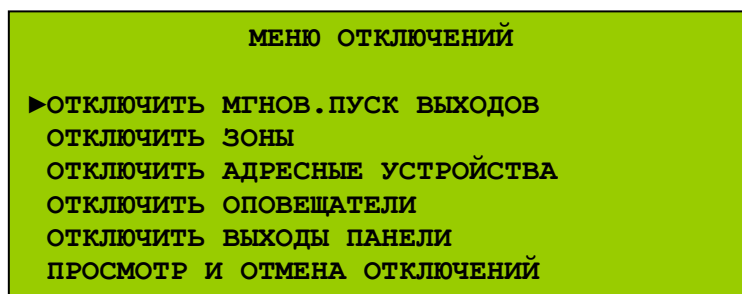 МЕНЮ ОТКЛЮЧЕНИЙ
►ОТКЛЮЧИТЬ МГНОВ.ПУСК ВЫХОДОВ
ОТКЛЮЧИТЬ ЗОНЫ
ОТКЛЮЧИТЬ АДРЕСНЫЕ УСТРОЙСТВА
ОТКЛЮЧИТЬ ОПОВЕЩАТЕЛИ
ОТКЛЮЧИТЬ ВЫХОДЫ ПАНЕЛИ
ПРОСМОТР И ОТМЕНА ОТКЛЮЧЕНИЙ